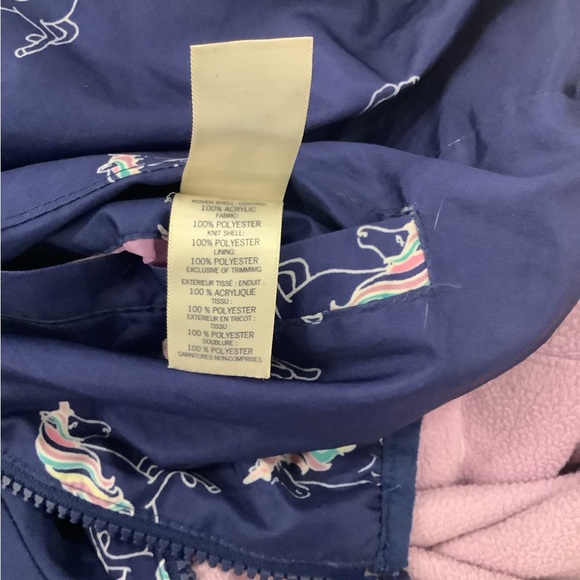 WOVEN SHELL: COATING:
100% ACRYLIC
FABRIC:
100% POLYESTER
KNIT SHELL:
100% POLYESTER
LINING:
100% POLYESTER
EXCLUSIVE OF TRIMMING
EXTÉRIEUR TISSÉ : ENDUIT :
100 % ACRYLIQUE
TISSU :
100 % POLYESTER
EXTÉRIEUR EN TRICOT :
TISSU :
100 % POLYESTER
DOUBLURE :
100 % POLYESTER
GARNITURES NON-COMPRISES